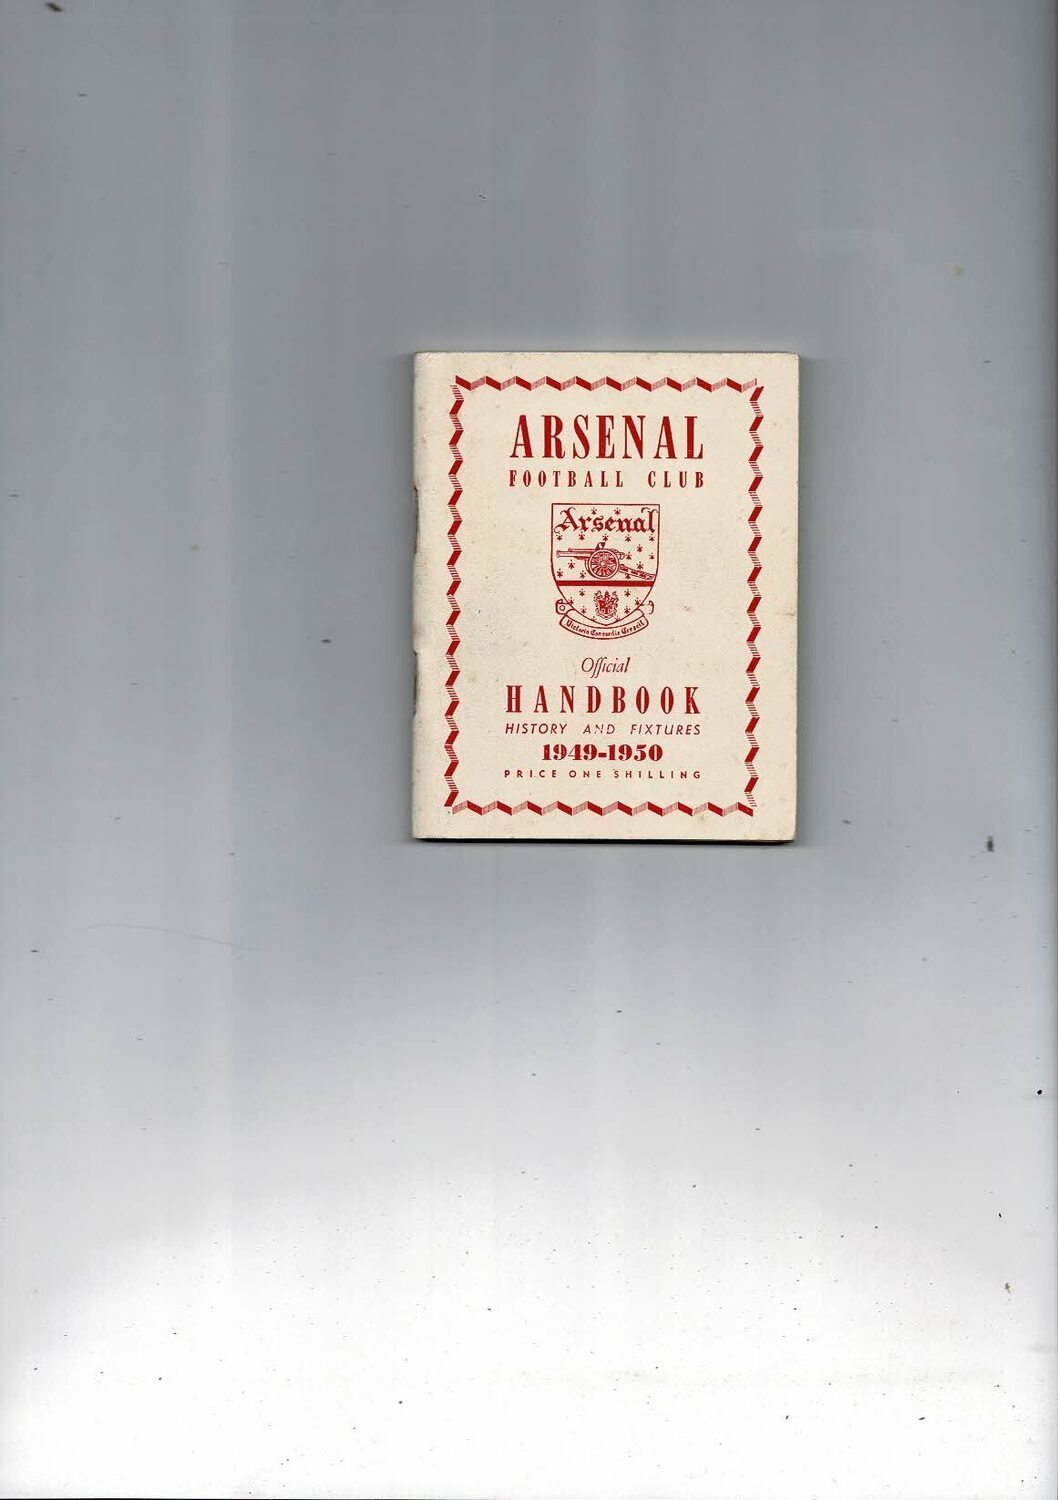 ARSENAL
FOOTBALL CLUB
Arsenal
Victoria Concordia Crescit
Official
HANDBOOK
HISTORY AND FIXTURES
1949-1950
PRICE ONE SHILLING